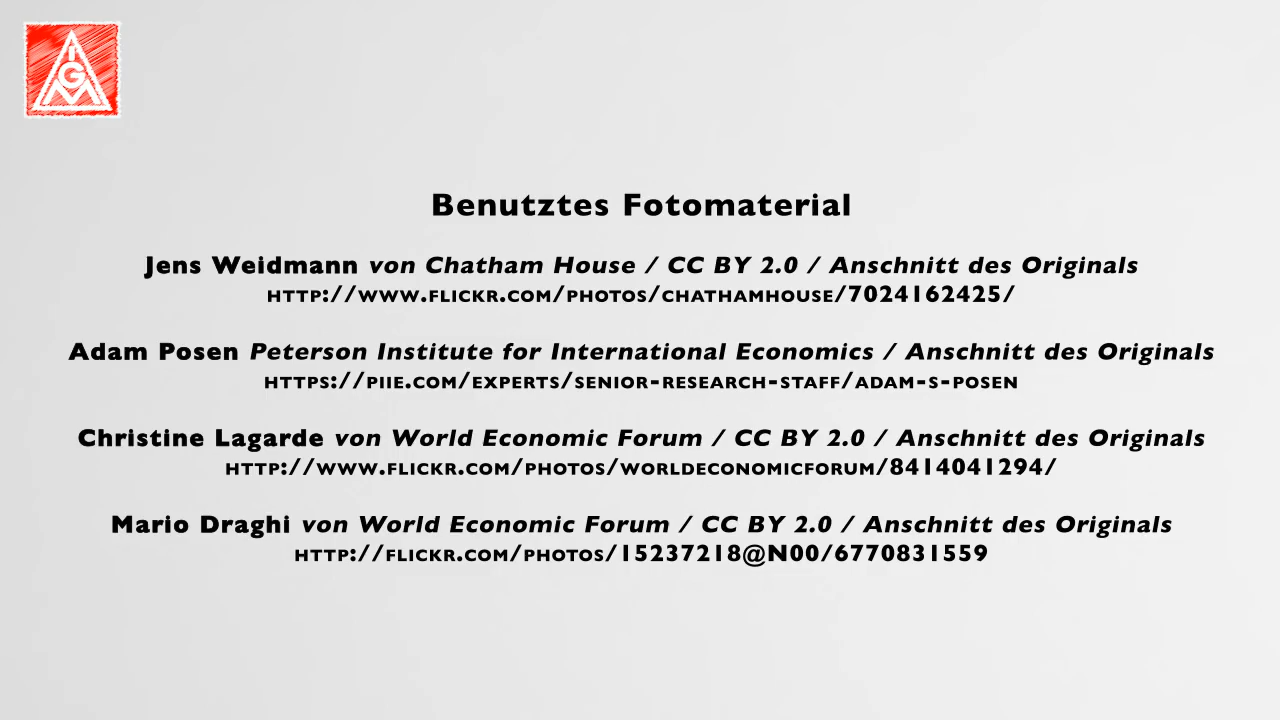 IGM
Benutztes Fotomaterial
Jens Weidmann von Chatham House / CC BY 2.0 / Anschnitt des Originals
http://www.flickr.com/photos/chathamhouse/7024162425/
Adam Posen Peterson Institute for International Economics / Anschnitt des Originals
https://piie.com/experts/senior-research-staff/adam-s-posen
Christine Lagarde von World Economic Forum / CC BY 2.0 / Anschnitt des Originals
http://www.flickr.com/photos/worldeconomicforum/8414041294/
Mario Draghi von World Economic Forum / CC BY 2.0 / Anschnitt des Originals
http://flickr.com/photos/15237218@N00/6770831559